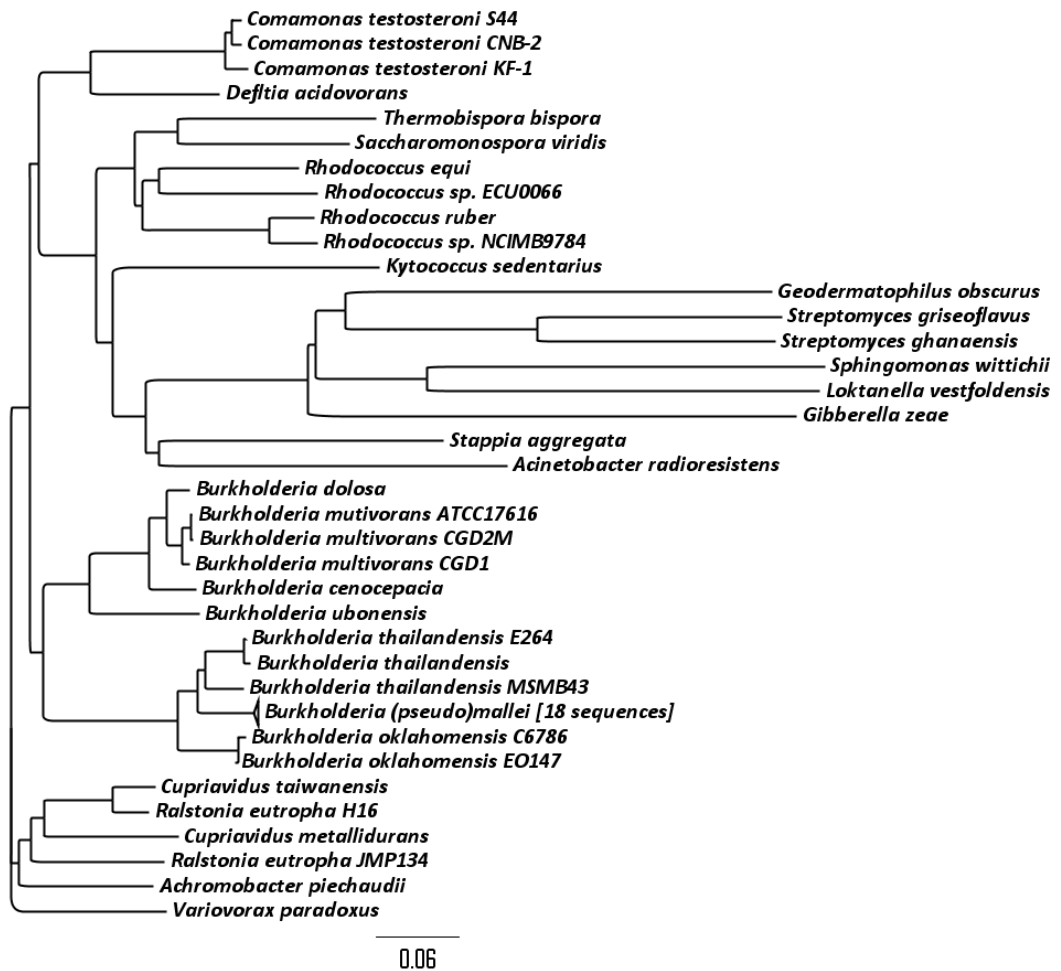 Comamonas testosteroni S44
Comamonas testosteroni CNB-2
Comamonas testosteroni KF-1
Defltia acidovorans
Thermobispora bispora
Saccharomonospora viridis
Rhodococcus equi
Rhodococcus sp. ECU0066
Rhodococcus ruber
Rhodococcus sp. NCIMB9784
Kytococcus sedentarius
Geodermatophilus obscurus
Streptomyces griseoflavus
Streptomyces ghanaensis
Sphingomonas wittichii
Loktanella vestfoldensis
Gibberella zeae
Stappia aggregata
Acinetobacter radioresistens
Burkholderia dolosa
Burkholderia mutivorans ATCC17616
Burkholderia multivorans CGD2M
Burkholderia multivorans CGD1
Burkholderia cenocepacia
Burkholderia ubonensis
Burkholderia thailandensis E264
Burkholderia thailandensis
Burkholderia thailandensis MSMB43
Burkholderia (pseudo)mallei [18 sequences]
Burkholderia oklahomensis C6786
Burkholderia oklahomensis EO147
Cupriavidus taiwanensis
Ralstonia eutropha H16
Cupriavidus metallidurans
Ralstonia eutropha JMP134
Achromobacter piechaudii
Variovorax paradoxus
0.06